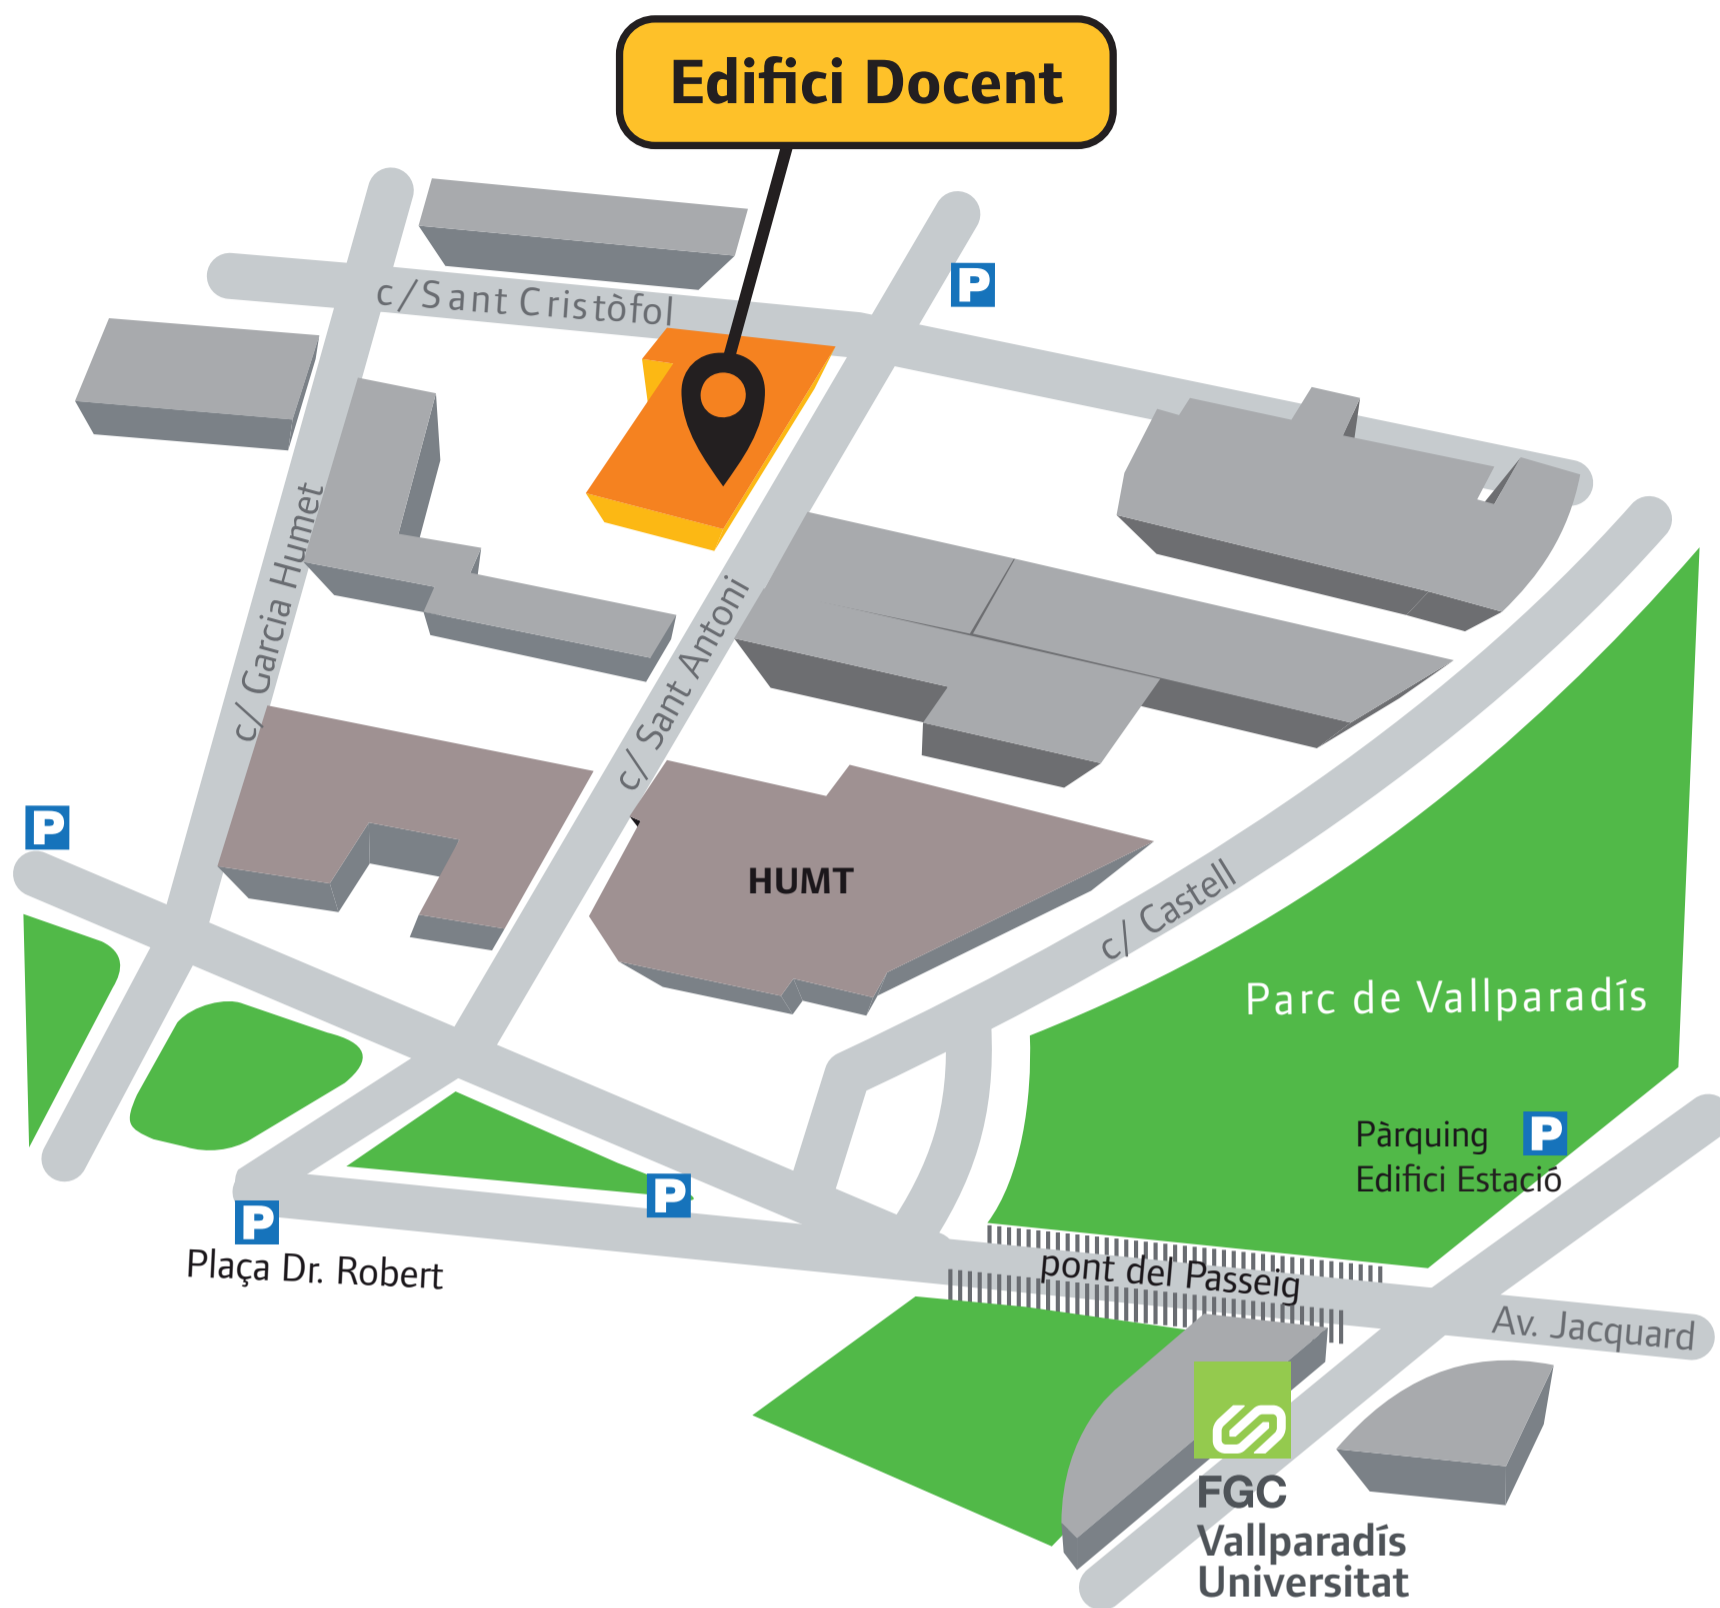 Edifici Docent
P
c/Sant Cristòfol
c/ Garcia Humet
c/ Sant Antoni
P
HUMT
c/ Castell
Parc de Vallparadís
Pàrquing P
Edifici Estació
P
P
Plaça Dr. Robert
pont del Passeig
Av. Jacquard
FGC
Vallparadís
Universitat